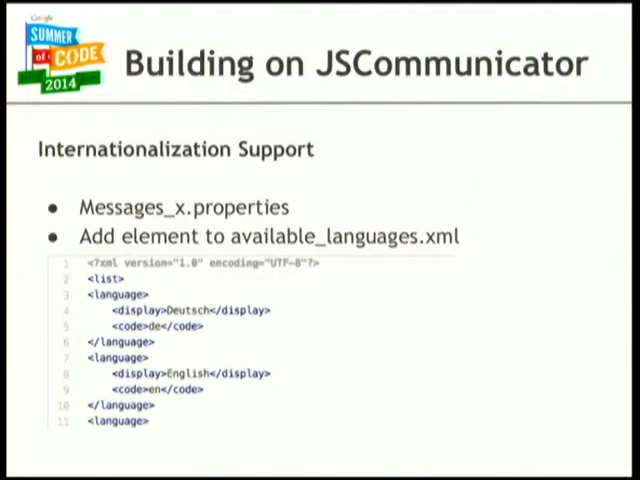 Google
SUMMER
of CODE
2014
Building on JSCommunicator
Internationalization Support
● Messages_x.properties
● Add element to available_languages.xml
1 <?xml version="1.0" encoding="UTF-8"?>
2 <list>
3 <language>
4 <display>Deutsch</display>
5 <code>de</code>
6 </language>
7 <language>
8 <display>English</display>
9 <code>en</code>
10 </language>
11 <language>